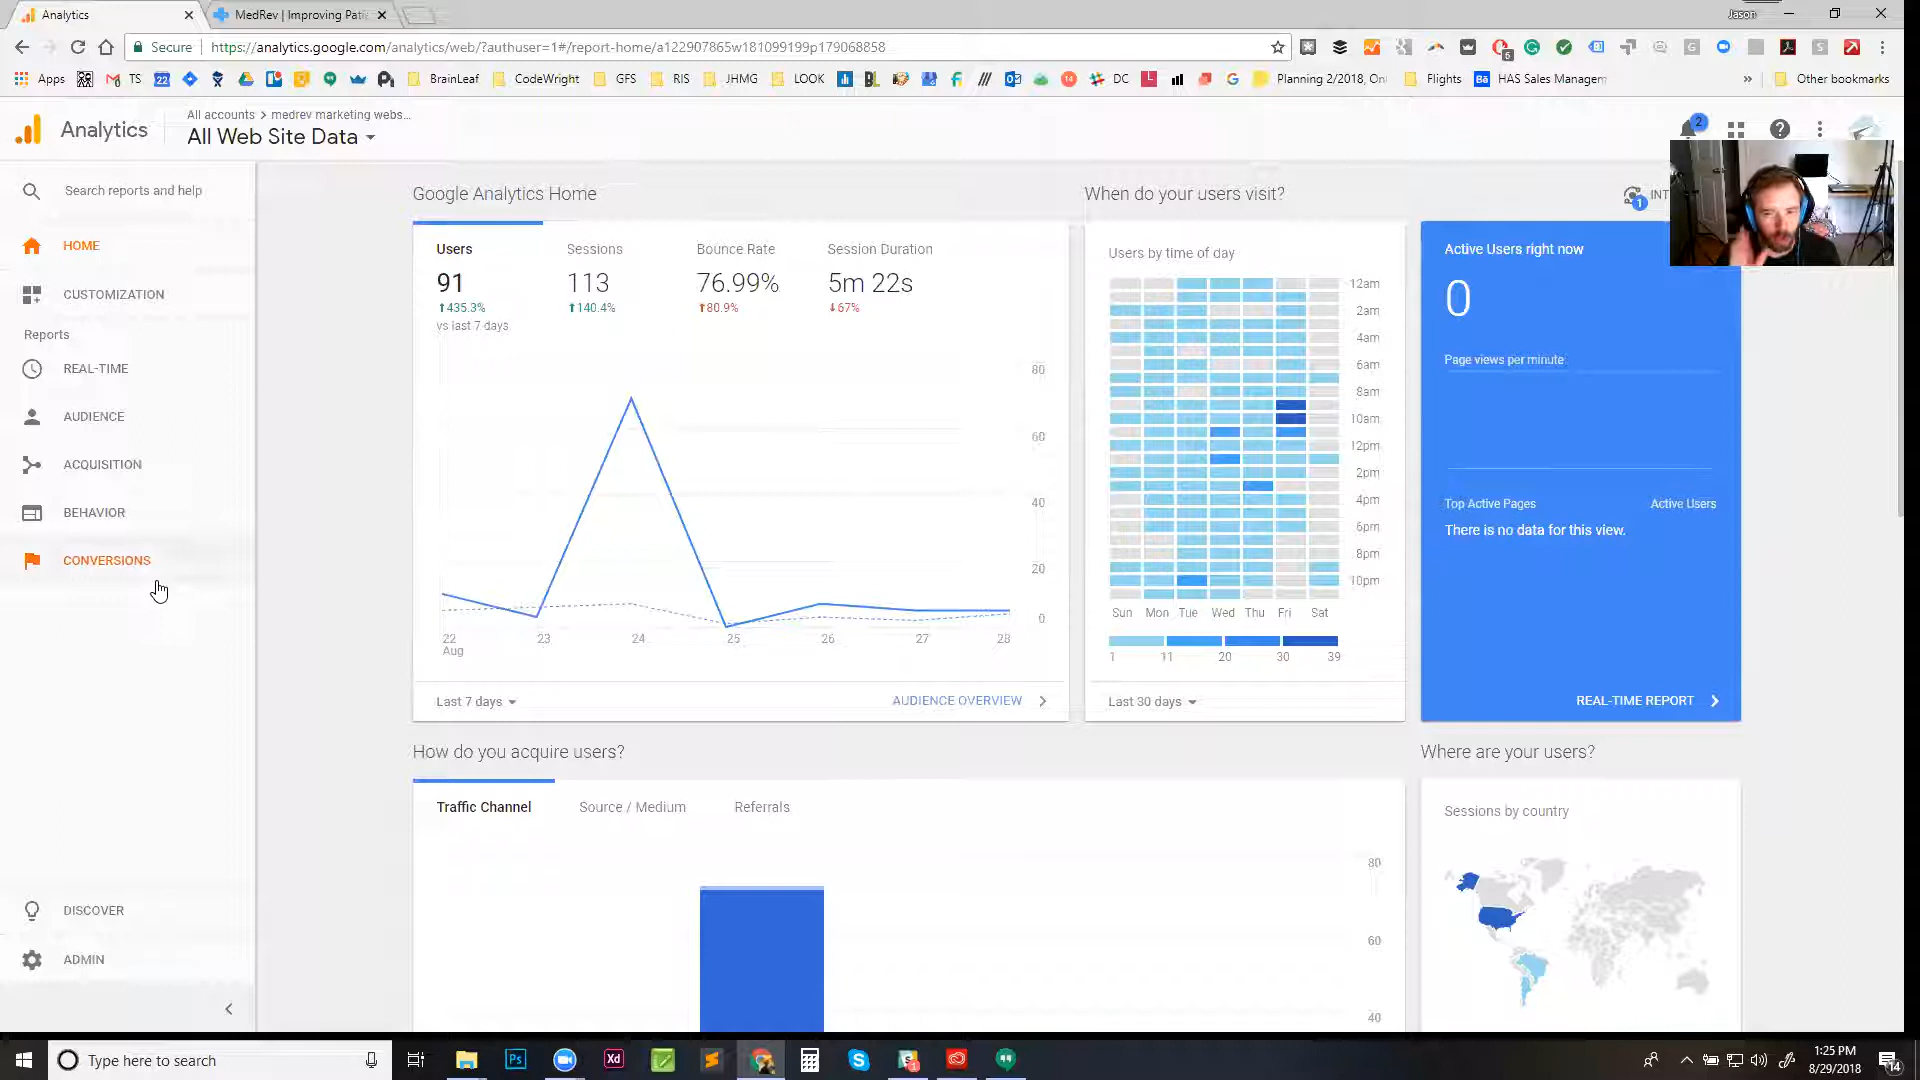 Analytics
MedRev | Improving Pati
Jason
Secure
https://analytics.google.com/analytics/web/?authuser=1#/report-home/a122907865w181099199p179068858
Apps
TS
BrainLeaf
CodeWright
GFS
RIS
JHMG
LOOK
BL
DC
Planning 2/2018, Onl
Flights
HAS Sales Managem
»
Other bookmarks
Analytics
All accounts > medrev marketing webs...
All Web Site Data
2
Search reports and help
HOME
CUSTOMIZATION
Reports
REAL-TIME
AUDIENCE
ACQUISITION
BEHAVIOR
CONVERSIONS
DISCOVER
ADMIN
Google Analytics Home
Users
91
↑435.3%
vs last 7 days
Sessions
113
↑140.4%
Bounce Rate
76.99%
↑80.9%
Session Duration
5m 22s
↓67%
80
60
40
20
0
22
Aug
23
24
25
26
27
28
Last 7 days
AUDIENCE OVERVIEW
When do your users visit?
INT
1
Users by time of day
12am
2am
4am
6am
8am
10am
12pm
2pm
4pm
6pm
8pm
10pm
Sun Mon Tue Wed Thu Fri Sat
1 11 20 30 39
Last 30 days
Active Users right now
0
Page views per minute
Top Active Pages
Active Users
There is no data for this view.
REAL-TIME REPORT
How do you acquire users?
Traffic Channel
Source / Medium
Referrals
80
60
40
Where are your users?
Sessions by country
Type here to search
Ps
Xd
1:25 PM
8/29/2018
14